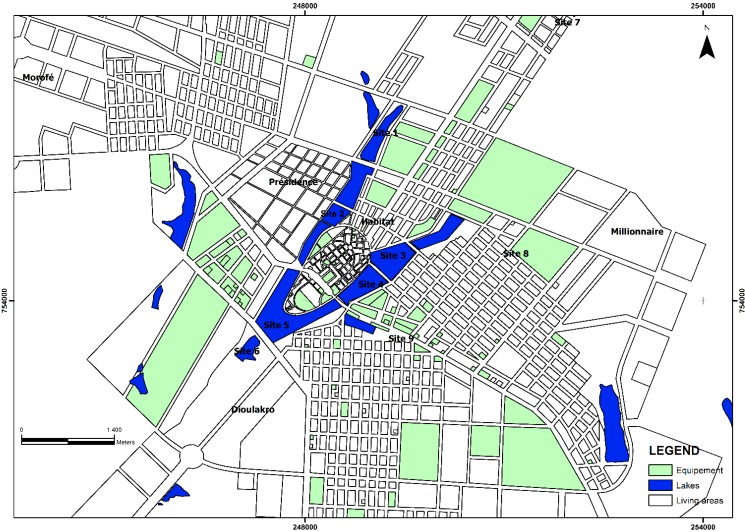 248000
254000
Site 7
N
Morofé
Site 1
Présidence
Site 2
Habitat
Millionnaire
Site 3
Site 8
Site 4
754000
754000
Site 5
Site 9
Site 6
Dioulakro
0
1 400
Meters
LEGEND
Equipement
Lakes
Living areas
248000
254000